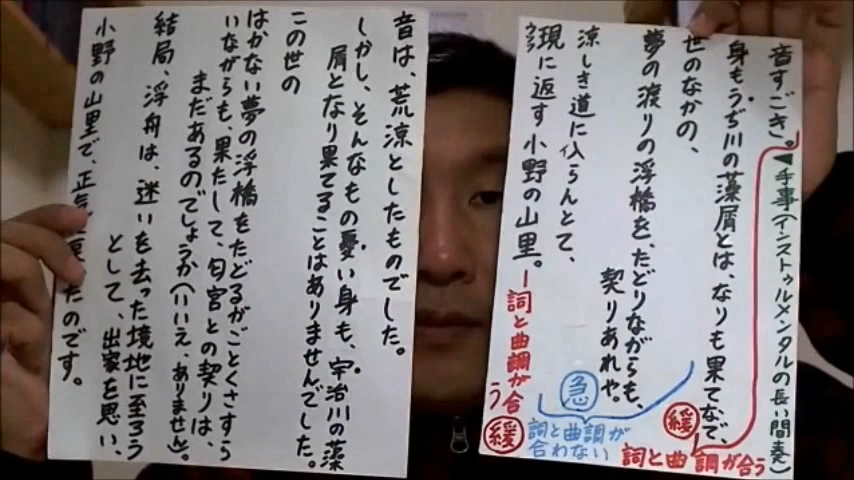 音すごき」。▼手事(インストゥルメンタルの長い間奏)
身もうぢ川の藻屑とは、なりも果てなで、
世のなかの、
夢の渡りの浮橋を、たどりながらも、
契りあれや。
涼しき道に入らんとて、
現に返す小野の山里。
ウツツ
詞と曲調が合う
緩
急
詞と曲調が
合わない
緩
詞と曲調が合う
音は、荒涼としたものでした。
しかし、そんなもの憂い身も、宇治川の藻
屑となり果てることはありませんでした。
この世の
はかない夢の浮橋をたどるがごとくさすら
いながらも、果たして、匂宮との契りは、
まだあるのでしょうか(いいえ、ありません)。
結局、浮舟は、迷いを去った境地に至ろう
として、出家を思い、
小野の山里で、正気
たのです。